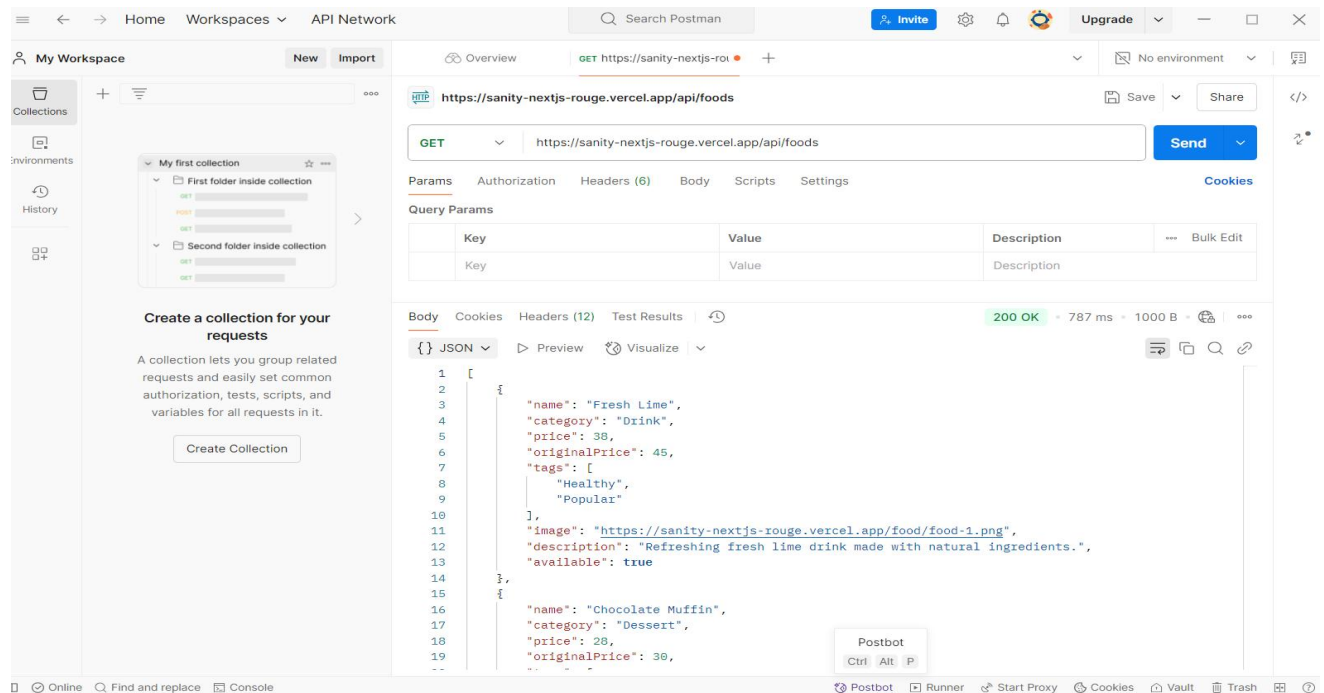 Home Workspaces API Network Search Postman Invite Upgrade
My Workspace New Import Overview GET https://sanity-nextjs-rou No environment
Collections
Environments
History
My first collection
First folder inside collection
GET
POST
GET
Second folder inside collection
GET
GET
Create a collection for your
requests
A collection lets you group related
requests and easily set common
authorization, tests, scripts, and
variables for all requests in it.
Create Collection
HTTP https://sanity-nextjs-rouge.vercel.app/api/foods Save Share
GET https://sanity-nextjs-rouge.vercel.app/api/foods Send
Params Authorization Headers (6) Body Scripts Settings Cookies
Query Params
Key Value Description Bulk Edit
Key Value Description
Body Cookies Headers (12) Test Results 200 OK 787 ms 1000 B
{} JSON Preview Visualize
1 [
2 {
3 "name": "Fresh Lime",
4 "category": "Drink",
5 "price": 38,
6 "originalPrice": 45,
7 "tags": [
8 "Healthy",
9 "Popular"
10 ],
11 "image": "https://sanity-nextjs-rouge.vercel.app/food/food-1.png",
12 "description": "Refreshing fresh lime drink made with natural ingredients.",
13 "available": true
14 },
15 {
16 "name": "Chocolate Muffin",
17 "category": "Dessert",
18 "price": 28,
19 "originalPrice": 30,
Postbot
Ctrl Alt P
Online Find and replace Console Postbot Runner Start Proxy Cookies Vault Trash